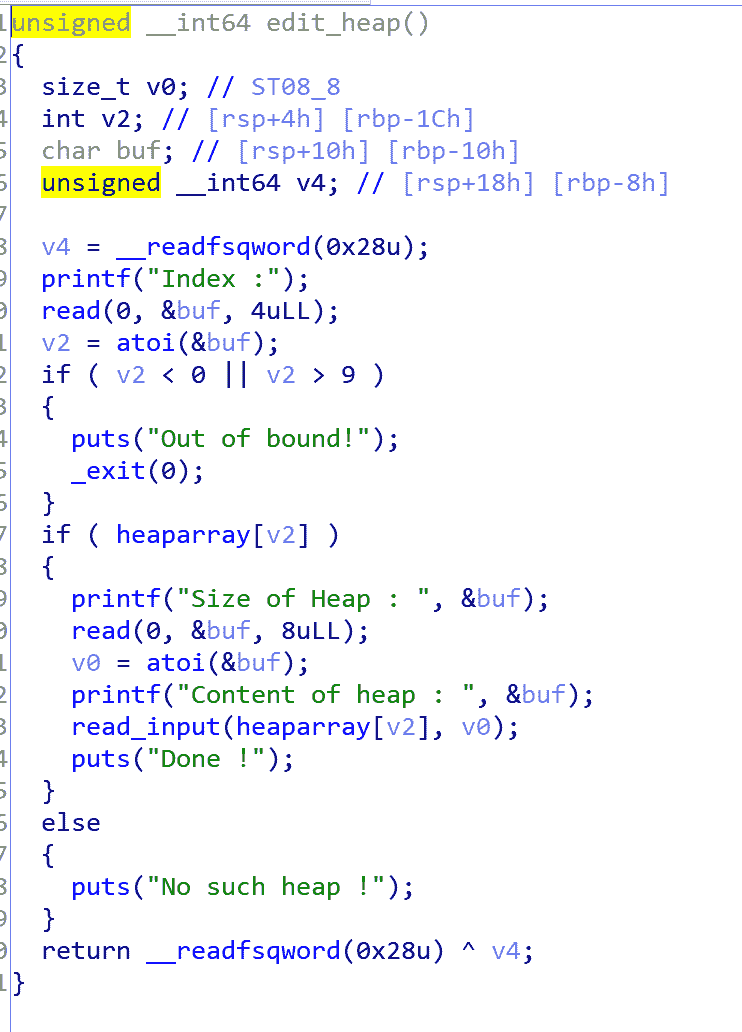 1 unsigned __int64 edit_heap()
2 {
3 size_t v0; // ST08_8
4 int v2; // [rsp+4h] [rbp-1Ch]
5 char buf; // [rsp+10h] [rbp-10h]
6 unsigned __int64 v4; // [rsp+18h] [rbp-8h]
7
8 v4 = __readfsqword(0x28u);
9 printf("Index :");
0 read(0, &buf, 4uLL);
1 v2 = atoi(&buf);
2 if ( v2 < 0 || v2 > 9 )
3 {
4 puts("Out of bound!");
5 _exit(0);
6 }
7 if ( heaparray[v2] )
8 {
9 printf("Size of Heap : ", &buf);
0 read(0, &buf, 8uLL);
1 v0 = atoi(&buf);
2 printf("Content of heap : ", &buf);
3 read_input(heaparray[v2], v0);
4 puts("Done !");
5 }
6 else
7 {
8 puts("No such heap !");
9 }
0 return __readfsqword(0x28u) ^ v4;
1 }